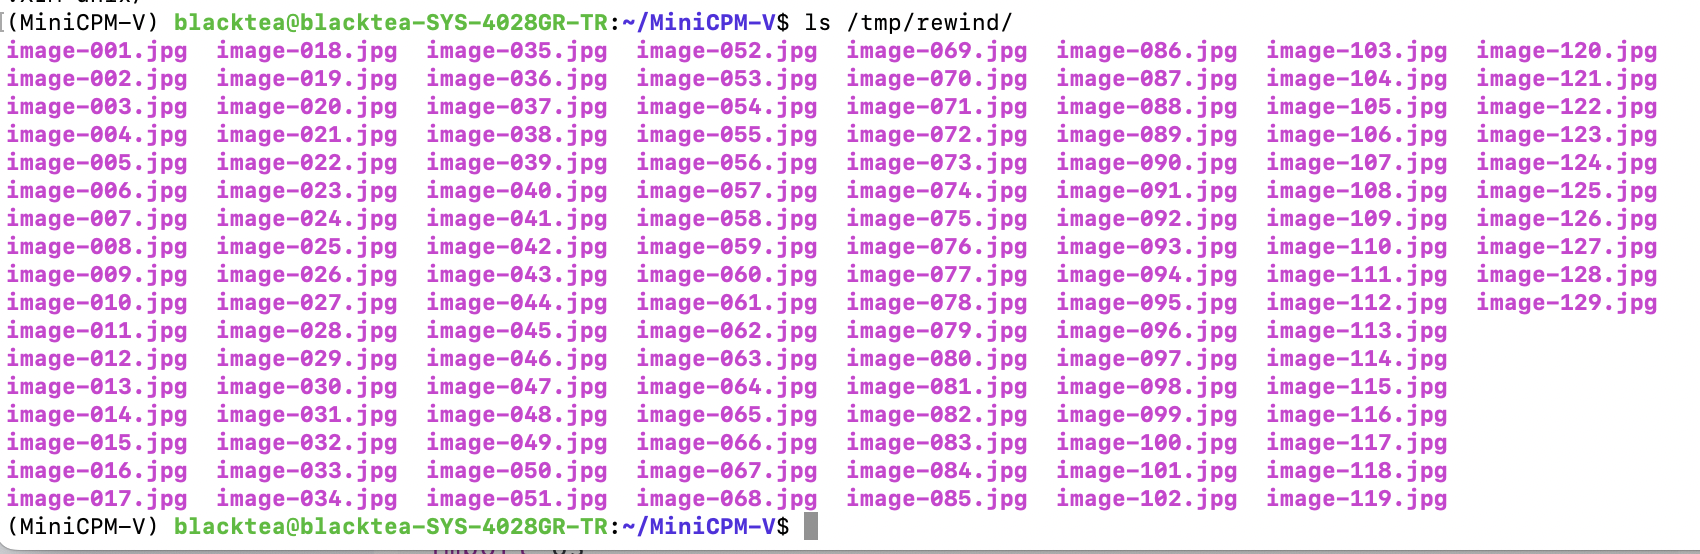 (MiniCPM-V) blacktea@blacktea-SYS-4028GR-TR:~/MiniCPM-V$ ls /tmp/rewind/
image-001.jpg  image-018.jpg  image-035.jpg  image-052.jpg  image-069.jpg  image-086.jpg  image-103.jpg  image-120.jpg
image-002.jpg  image-019.jpg  image-036.jpg  image-053.jpg  image-070.jpg  image-087.jpg  image-104.jpg  image-121.jpg
image-003.jpg  image-020.jpg  image-037.jpg  image-054.jpg  image-071.jpg  image-088.jpg  image-105.jpg  image-122.jpg
image-004.jpg  image-021.jpg  image-038.jpg  image-055.jpg  image-072.jpg  image-089.jpg  image-106.jpg  image-123.jpg
image-005.jpg  image-022.jpg  image-039.jpg  image-056.jpg  image-073.jpg  image-090.jpg  image-107.jpg  image-124.jpg
image-006.jpg  image-023.jpg  image-040.jpg  image-057.jpg  image-074.jpg  image-091.jpg  image-108.jpg  image-125.jpg
image-007.jpg  image-024.jpg  image-041.jpg  image-058.jpg  image-075.jpg  image-092.jpg  image-109.jpg  image-126.jpg
image-008.jpg  image-025.jpg  image-042.jpg  image-059.jpg  image-076.jpg  image-093.jpg  image-110.jpg  image-127.jpg
image-009.jpg  image-026.jpg  image-043.jpg  image-060.jpg  image-077.jpg  image-094.jpg  image-111.jpg  image-128.jpg
image-010.jpg  image-027.jpg  image-044.jpg  image-061.jpg  image-078.jpg  image-095.jpg  image-112.jpg  image-129.jpg
image-011.jpg  image-028.jpg  image-045.jpg  image-062.jpg  image-079.jpg  image-096.jpg  image-113.jpg
image-012.jpg  image-029.jpg  image-046.jpg  image-063.jpg  image-080.jpg  image-097.jpg  image-114.jpg
image-013.jpg  image-030.jpg  image-047.jpg  image-064.jpg  image-081.jpg  image-098.jpg  image-115.jpg
image-014.jpg  image-031.jpg  image-048.jpg  image-065.jpg  image-082.jpg  image-099.jpg  image-116.jpg
image-015.jpg  image-032.jpg  image-049.jpg  image-066.jpg  image-083.jpg  image-100.jpg  image-117.jpg
image-016.jpg  image-033.jpg  image-050.jpg  image-067.jpg  image-084.jpg  image-101.jpg  image-118.jpg
image-017.jpg  image-034.jpg  image-051.jpg  image-068.jpg  image-085.jpg  image-102.jpg  image-119.jpg
(MiniCPM-V) blacktea@blacktea-SYS-4028GR-TR:~/MiniCPM-V$